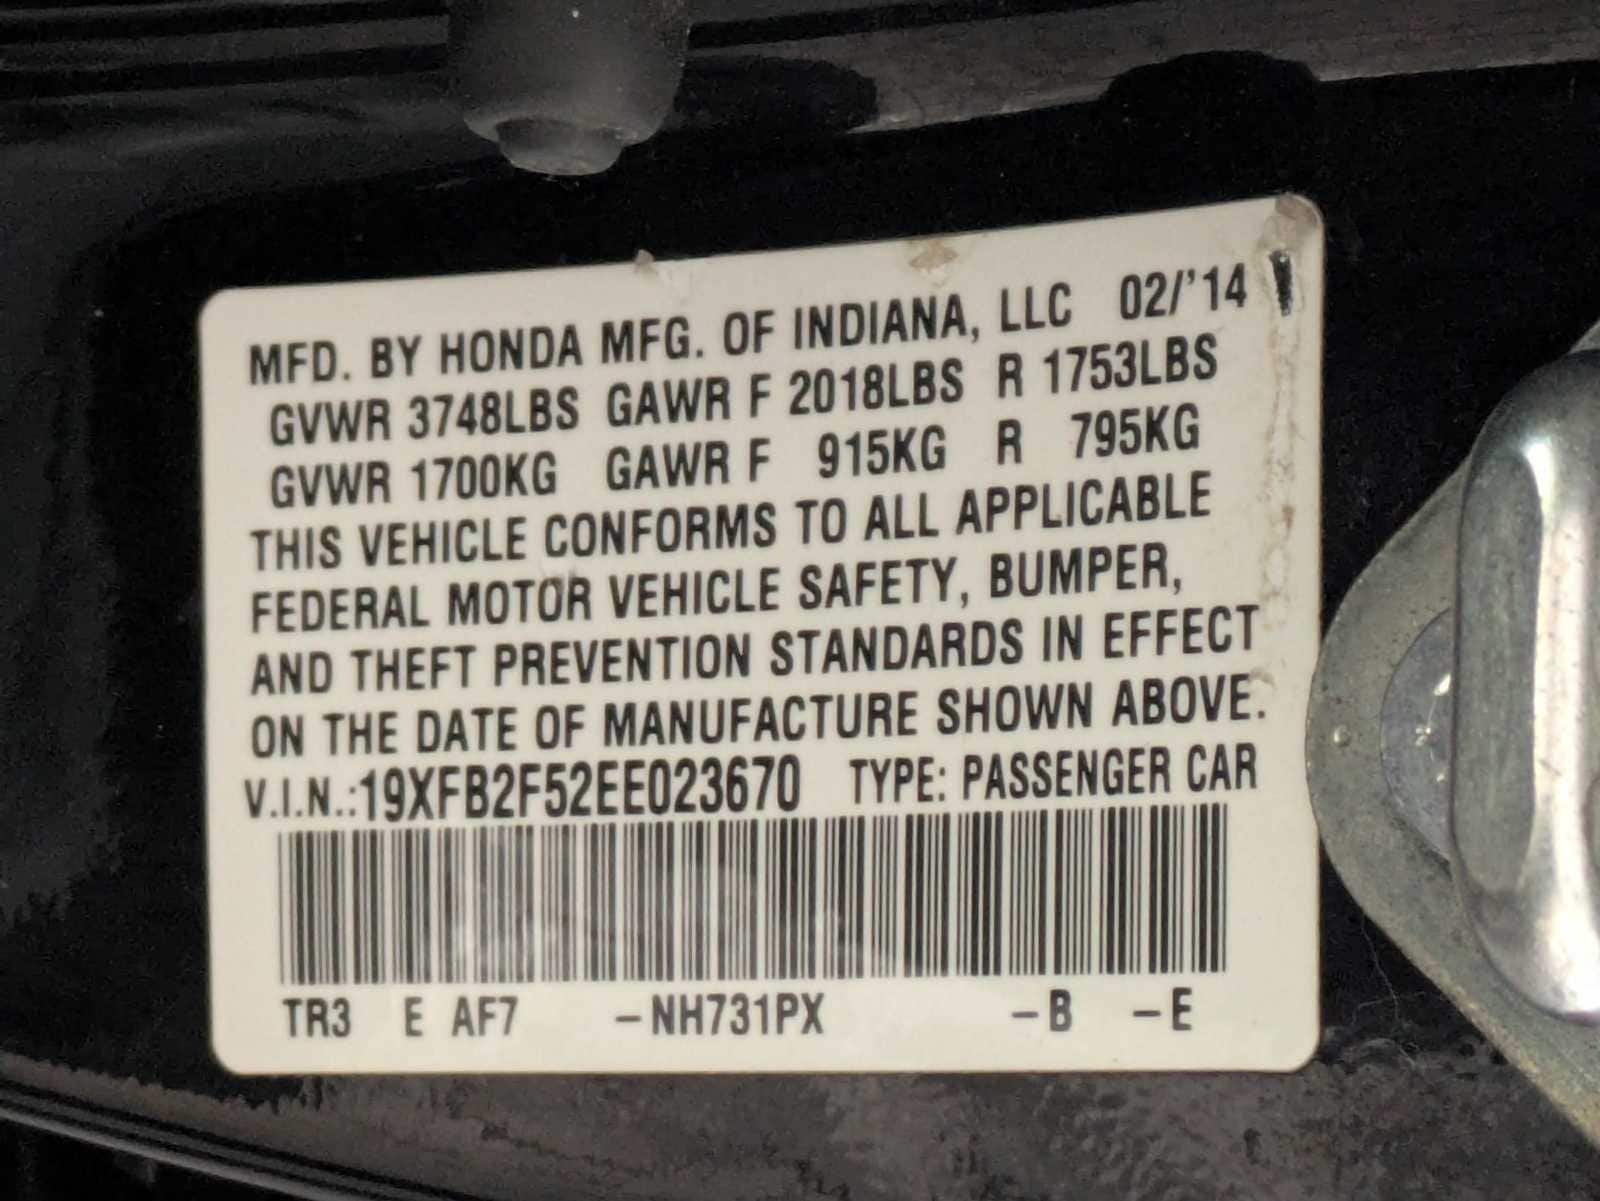 MFD. BY HONDA MFG. OF INDIANA, LLC 02/'14
GVWR 3748LBS GAWR F 2018LBS R 1753LBS
GVWR 1700KG GAWR F 915KG R 795KG
THIS VEHICLE CONFORMS TO ALL APPLICABLE
FEDERAL MOTOR VEHICLE SAFETY, BUMPER,
AND THEFT PREVENTION STANDARDS IN EFFECT
ON THE DATE OF MANUFACTURE SHOWN ABOVE.
V.I.N.:19XFB2F52EE023670 TYPE: PASSENGER CAR
TR3 E AF7 -NH731PX -B -E